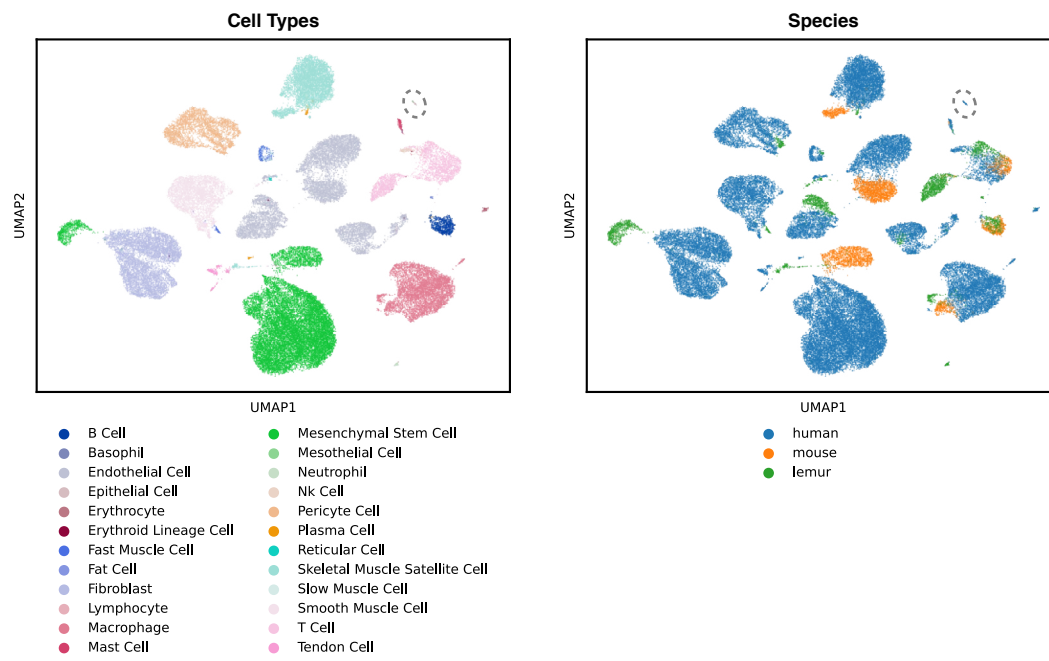 Cell Types
UMAP2
UMAP1
B Cell
Basophil
Endothelial Cell
Epithelial Cell
Erythrocyte
Erythroid Lineage Cell
Fast Muscle Cell
Fat Cell
Fibroblast
Lymphocyte
Macrophage
Mast Cell
Mesenchymal Stem Cell
Mesothelial Cell
Neutrophil
Nk Cell
Pericyte Cell
Plasma Cell
Reticular Cell
Skeletal Muscle Satellite Cell
Slow Muscle Cell
Smooth Muscle Cell
T Cell
Tendon Cell
Species
UMAP2
UMAP1
human
mouse
lemur